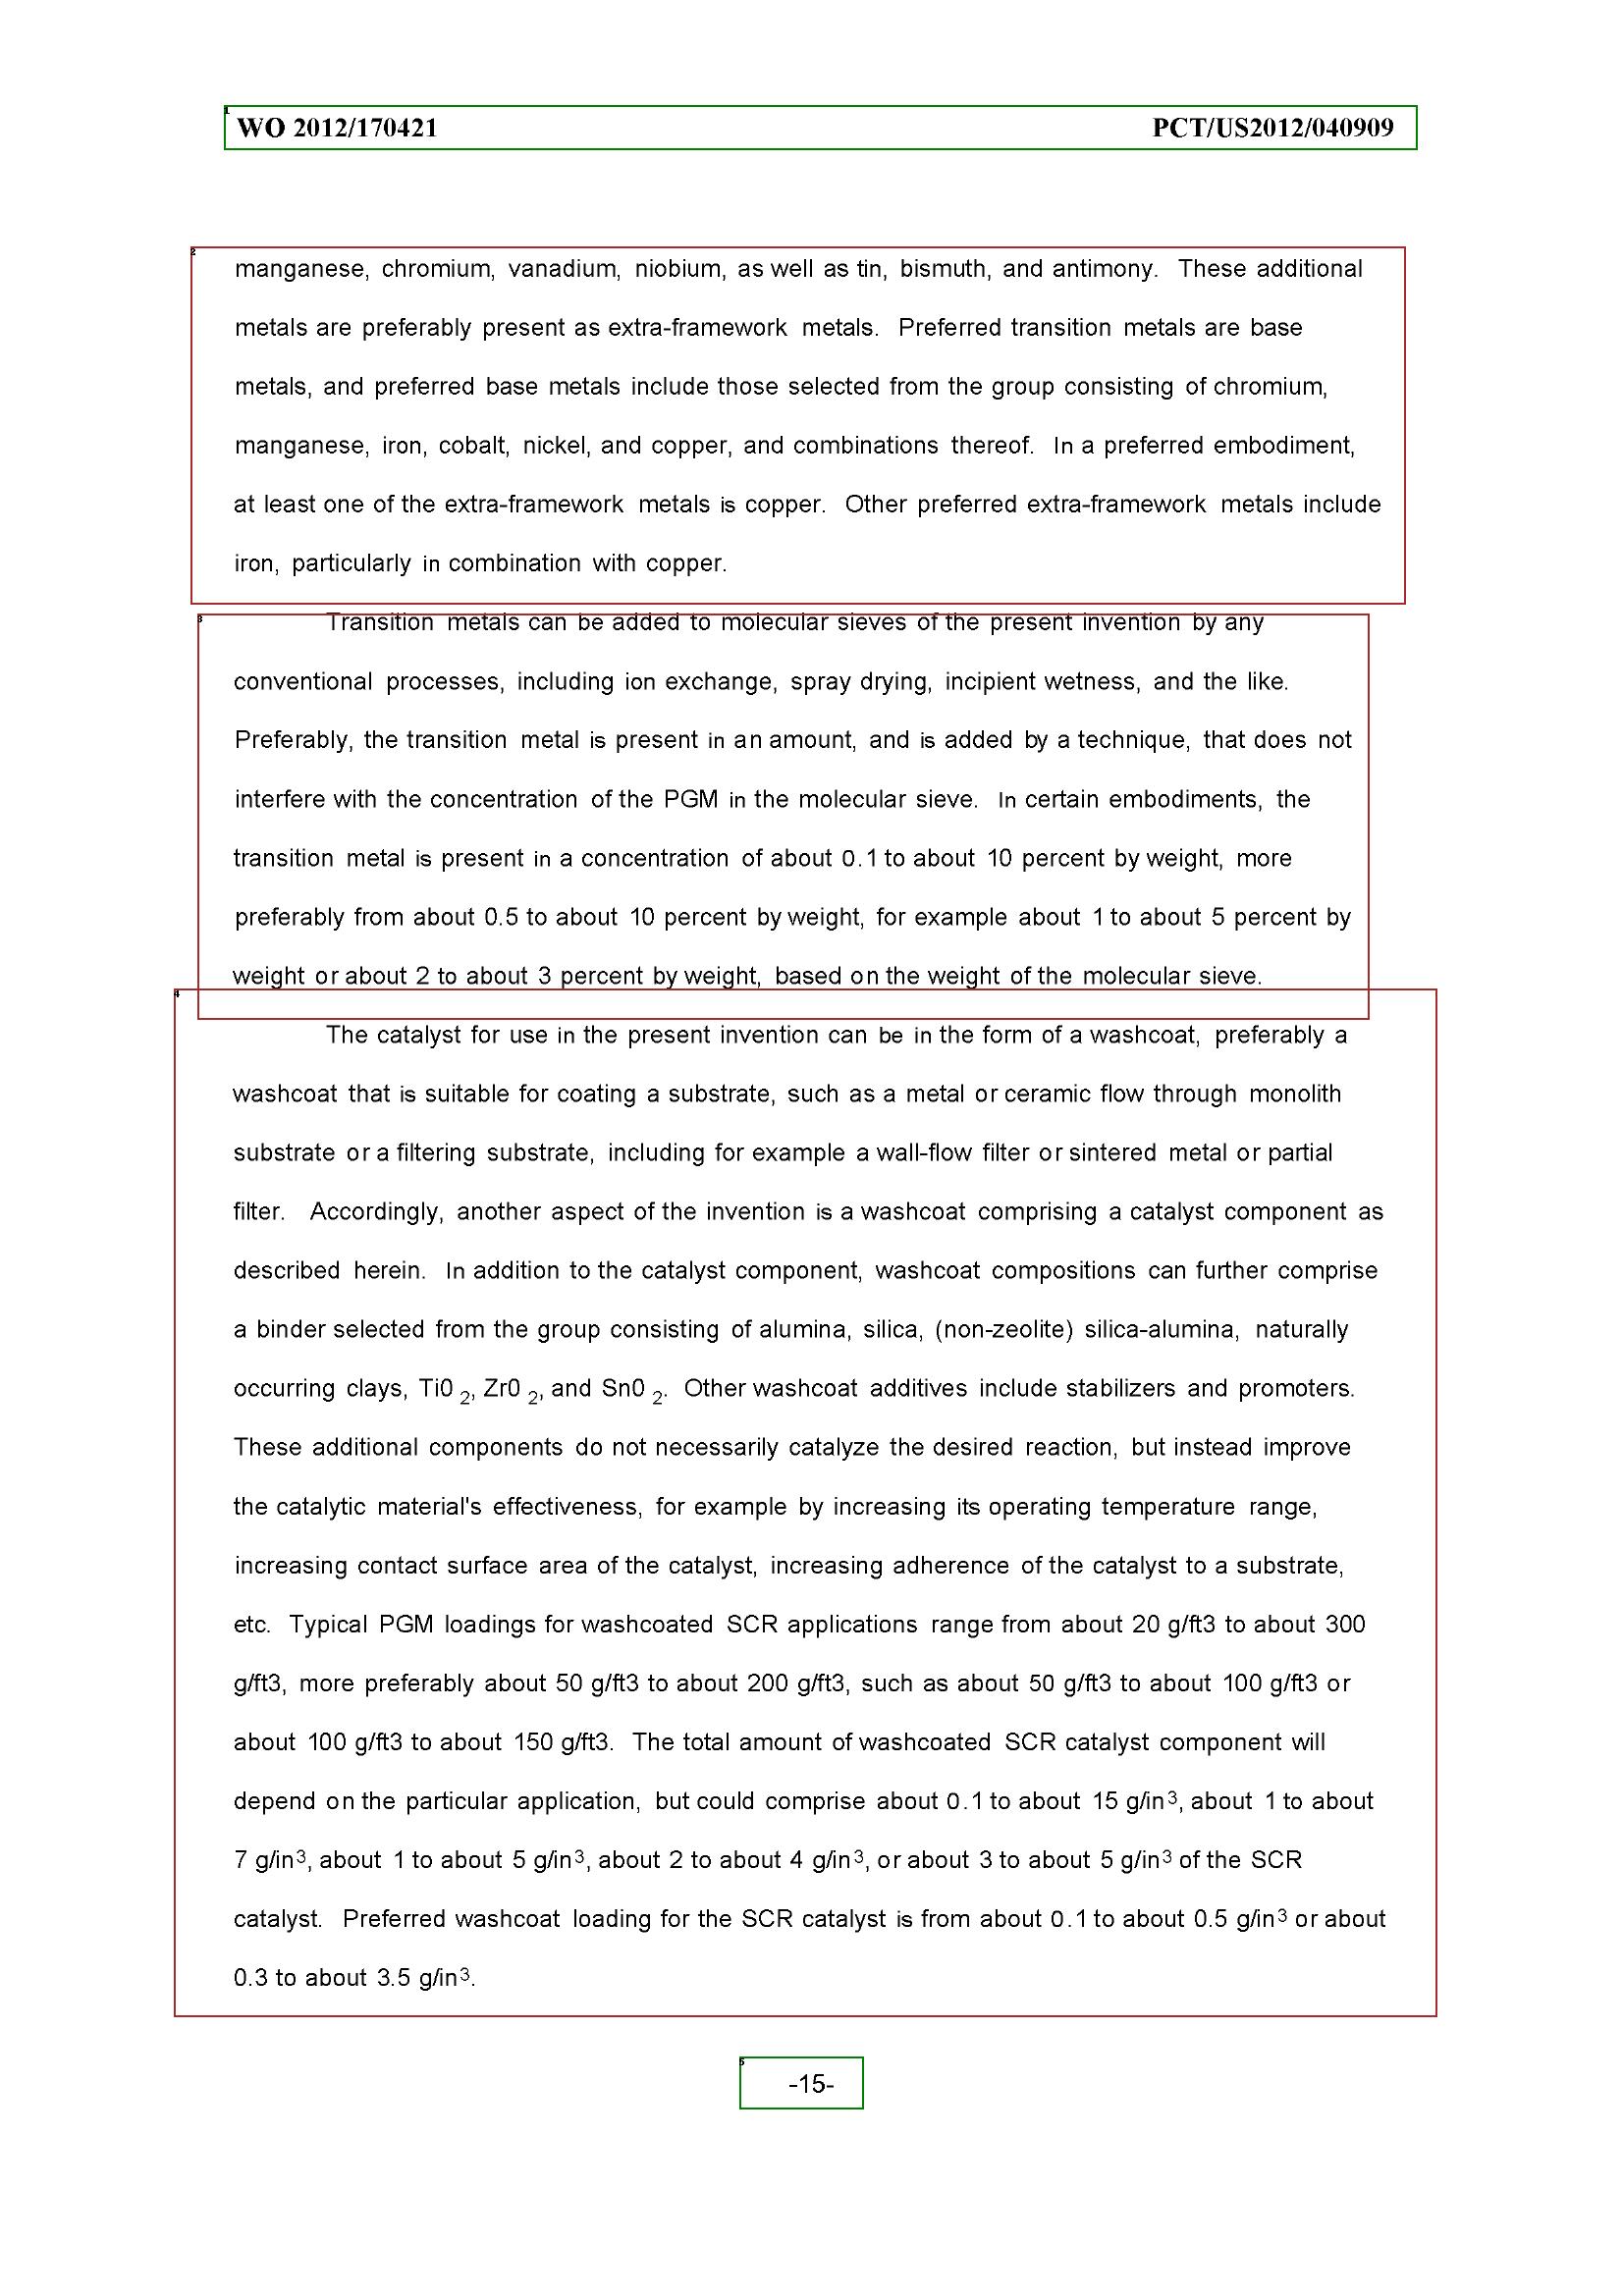 WO 2012/170421 PCT/US2012/040909
manganese, chromium, vanadium, niobium, as well as tin, bismuth, and antimony. These additional
metals are preferably present as extra-framework metals. Preferred transition metals are base
metals, and preferred base metals include those selected from the group consisting of chromium,
manganese, iron, cobalt, nickel, and copper, and combinations thereof. In a preferred embodiment,
at least one of the extra-framework metals is copper. Other preferred extra-framework metals include
iron, particularly in combination with copper.
Transition metals can be added to molecular sieves of the present invention by any
conventional processes, including ion exchange, spray drying, incipient wetness, and the like.
Preferably, the transition metal is present in an amount, and is added by a technique, that does not
interfere with the concentration of the PGM in the molecular sieve. In certain embodiments, the
transition metal is present in a concentration of about 0.1 to about 10 percent by weight, more
preferably from about 0.5 to about 10 percent by weight, for example about 1 to about 5 percent by
weight or about 2 to about 3 percent by weight, based on the weight of the molecular sieve.
The catalyst for use in the present invention can be in the form of a washcoat, preferably a
washcoat that is suitable for coating a substrate, such as a metal or ceramic flow through monolith
substrate or a filtering substrate, including for example a wall-flow filter or sintered metal or partial
filter. Accordingly, another aspect of the invention is a washcoat comprising a catalyst component as
described herein. In addition to the catalyst component, washcoat compositions can further comprise
a binder selected from the group consisting of alumina, silica, (non-zeolite) silica-alumina, naturally
occurring clays, Ti0 2, Zr0 2, and Sn0 2. Other washcoat additives include stabilizers and promoters.
These additional components do not necessarily catalyze the desired reaction, but instead improve
the catalytic material's effectiveness, for example by increasing its operating temperature range,
increasing contact surface area of the catalyst, increasing adherence of the catalyst to a substrate,
etc. Typical PGM loadings for washcoated SCR applications range from about 20 g/ft3 to about 300
g/ft3, more preferably about 50 g/ft3 to about 200 g/ft3, such as about 50 g/ft3 to about 100 g/ft3 or
about 100 g/ft3 to about 150 g/ft3. The total amount of washcoated SCR catalyst component will
depend on the particular application, but could comprise about 0.1 to about 15 g/in³, about 1 to about
7 g/in³, about 1 to about 5 g/in³, about 2 to about 4 g/in³, or about 3 to about 5 g/in³ of the SCR
catalyst. Preferred washcoat loading for the SCR catalyst is from about 0.1 to about 0.5 g/in³ or about
0.3 to about 3.5 g/in³.
-15-